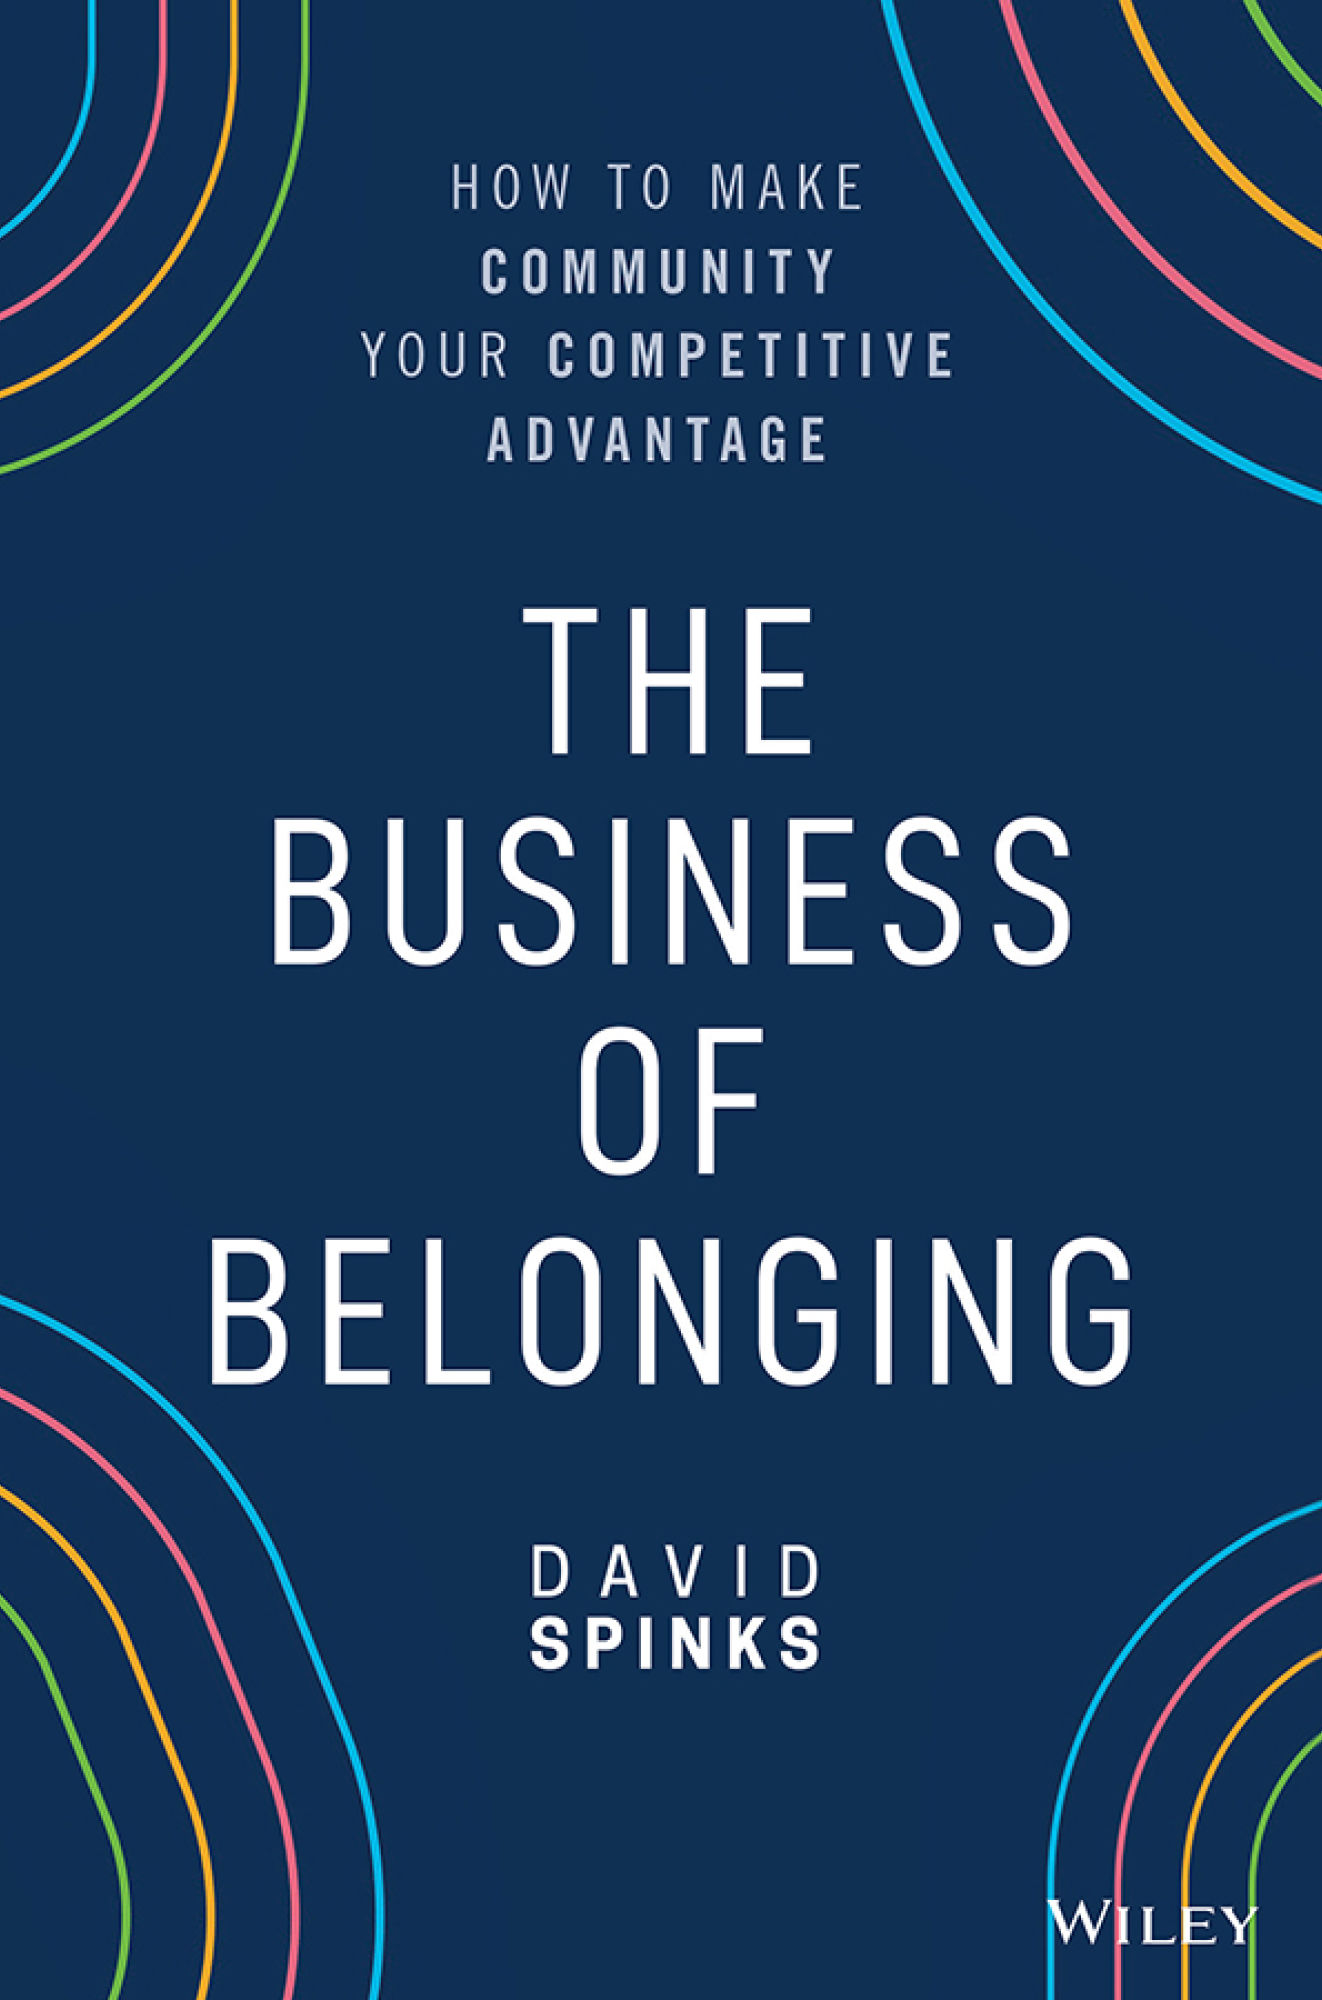 HOW TO MAKE
COMMUNITY
YOUR COMPETITIVE
ADVANTAGE
THE
BUSINESS
OF
BELONGING
DAVID
SPINKS
WILEY